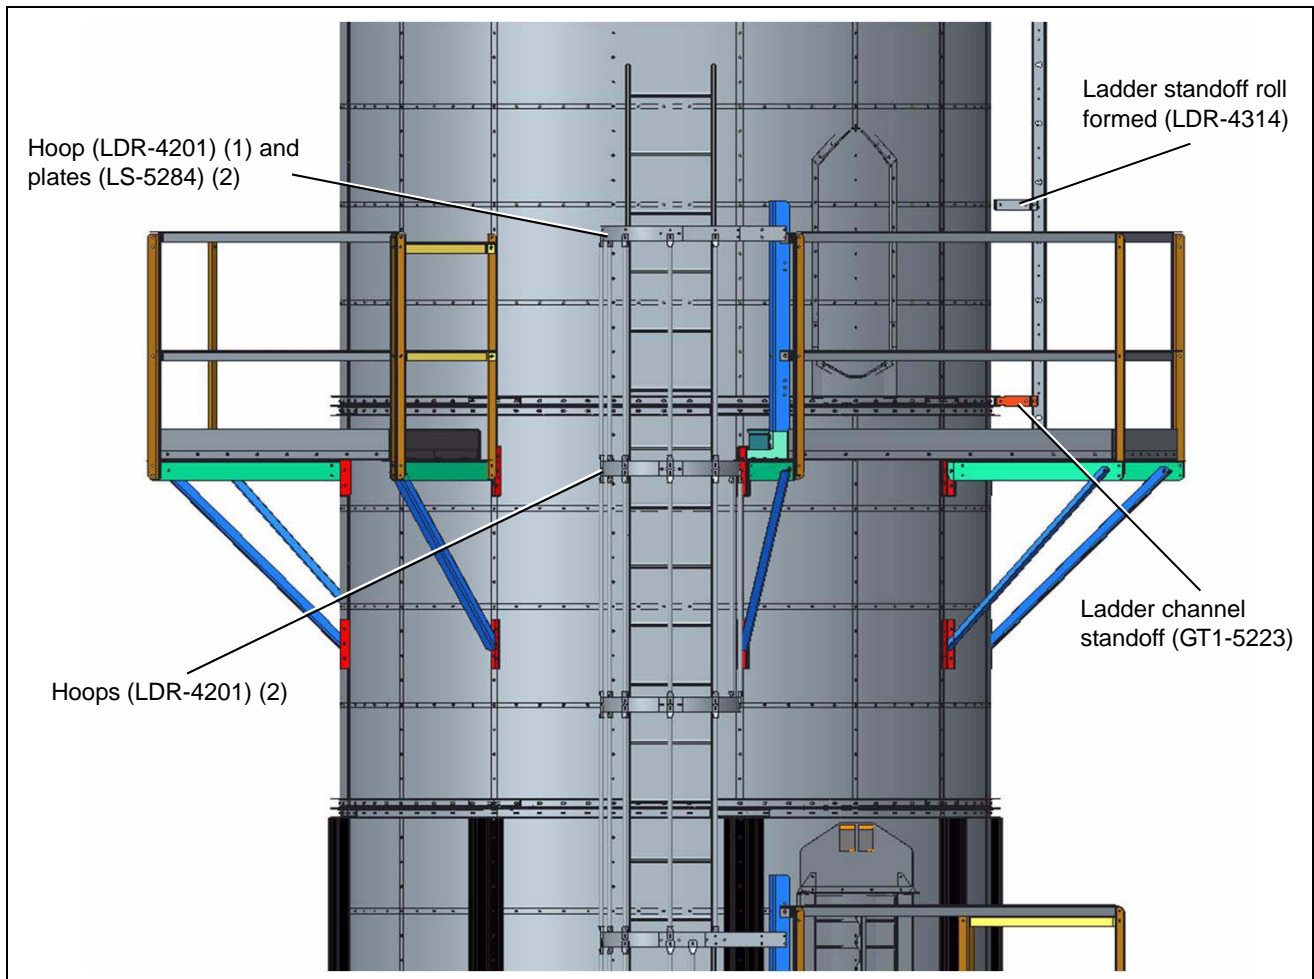 Ladder standoff roll
formed (LDR-4314)
Hoop (LDR-4201) (1) and
plates (LS-5284) (2)
Ladder channel
standoff (GT1-5223)
Hoops (LDR-4201) (2)